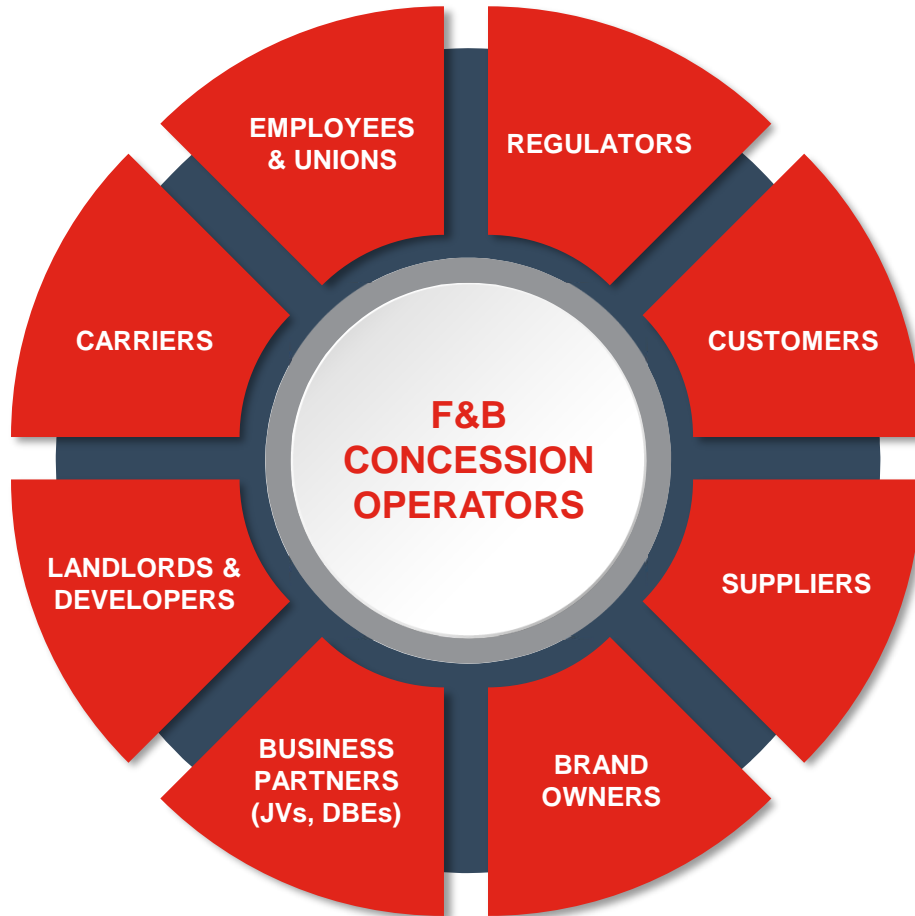 EMPLOYEES
& UNIONS
REGULATORS
CARRIERS
CUSTOMERS
F&B
CONCESSION
OPERATORS
LANDLORDS &
DEVELOPERS
SUPPLIERS
BUSINESS
PARTNERS
(JVs, DBEs)
BRAND
OWNERS